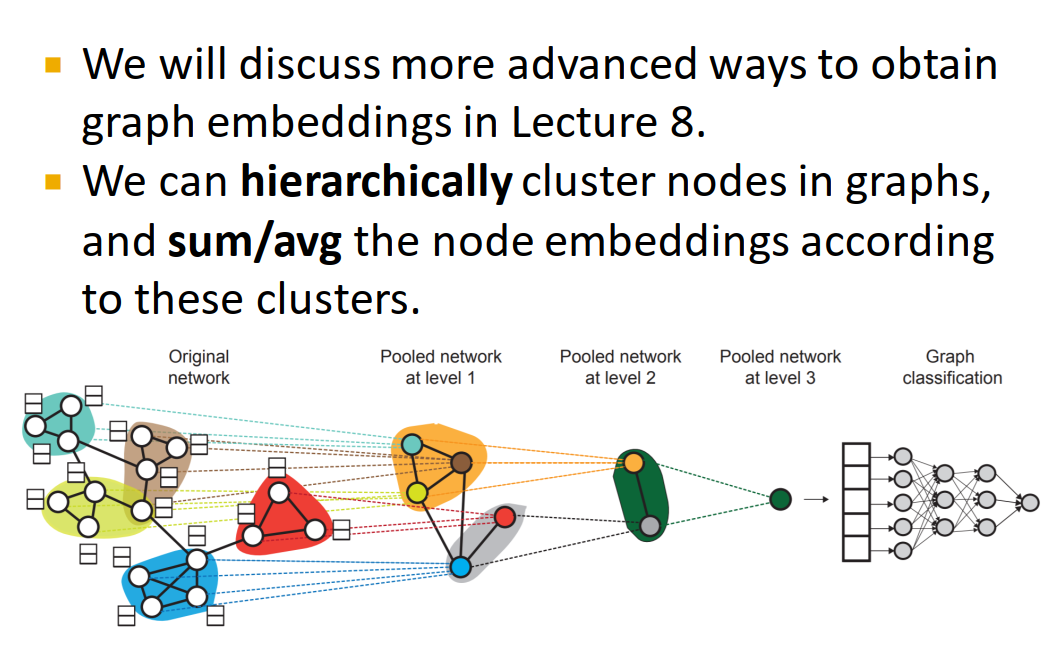 We will discuss more advanced ways to obtain
graph embeddings in Lecture 8.
We can hierarchically cluster nodes in graphs,
and sum/avg the node embeddings according
to these clusters.
Original
network
Pooled network
at level 1
Pooled network
at level 2
Pooled network
at level 3
Graph
classification